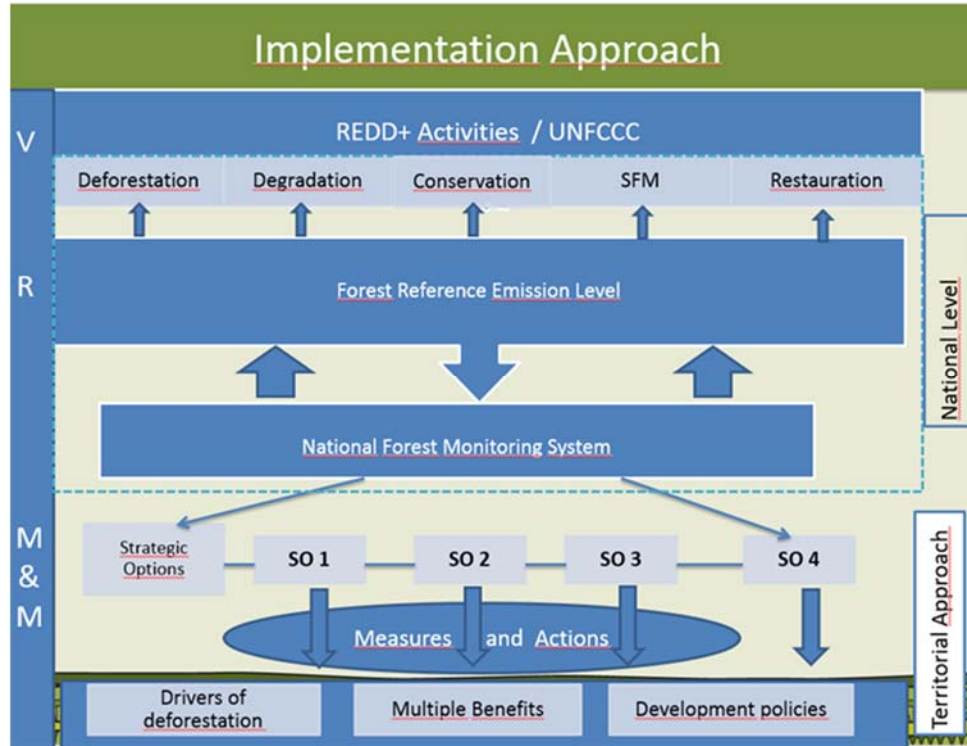 Implementation Approach
V
REDD+ Activities / UNFCCC
Deforestation
Degradation
Conservation
SFM
Restauration
R
Forest Reference Emission Level
National Level
National Forest Monitoring System
M
&
M
Strategic
Options
SO 1
SO 2
SO 3
SO 4
Measures and Actions
Territorial Approach
Drivers of
deforestation
Multiple Benefits
Development policies